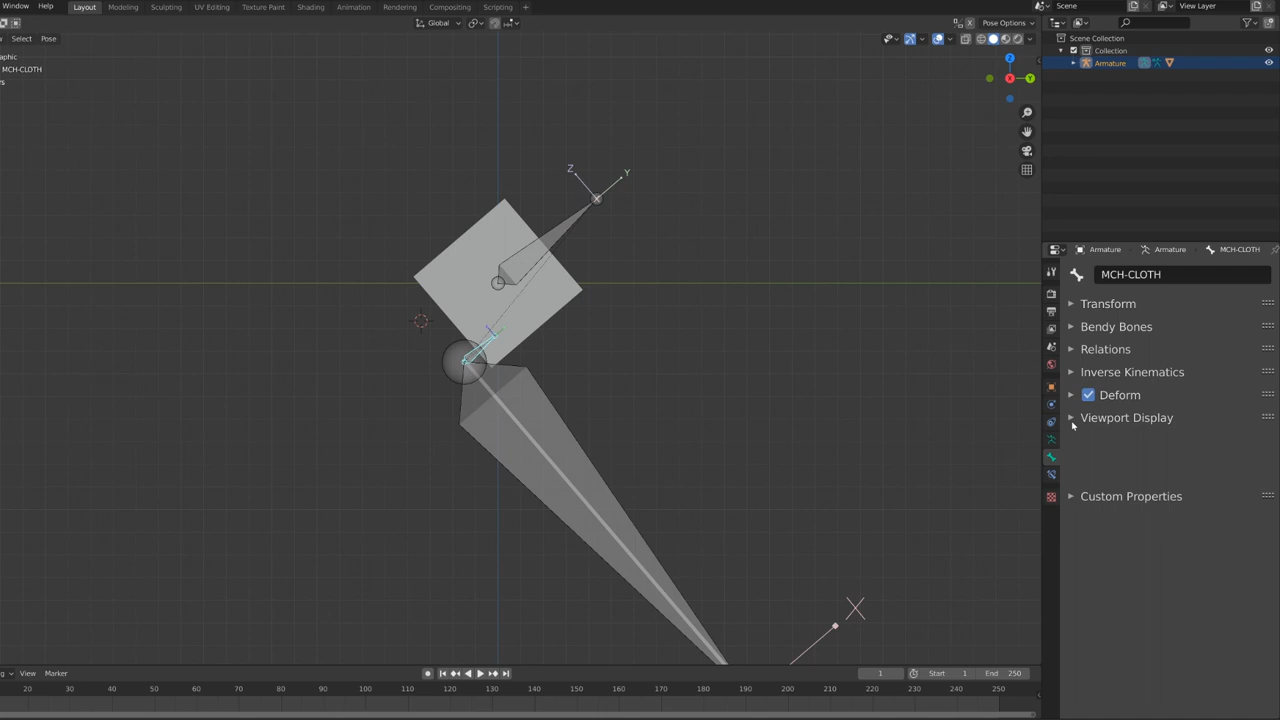 Window Help Layout Modeling Sculpting UV Editing Texture Paint Shading Animation Rendering Compositing Scripting + Scene View Layer
Global Pose Options
Select Pose
Scene Collection
Collection
Armature
MCH-CLOTH
Z
Y
Z
X
Y
X
Armature Armature MCH-CLOTH
MCH-CLOTH
Transform
Bendy Bones
Relations
Inverse Kinematics
Deform
Viewport Display
Custom Properties
View Marker 1 Start 1 End 250
20 30 40 50 60 70 80 90 100 110 120 130 140 150 160 170 180 190 200 210 220 230 240 250